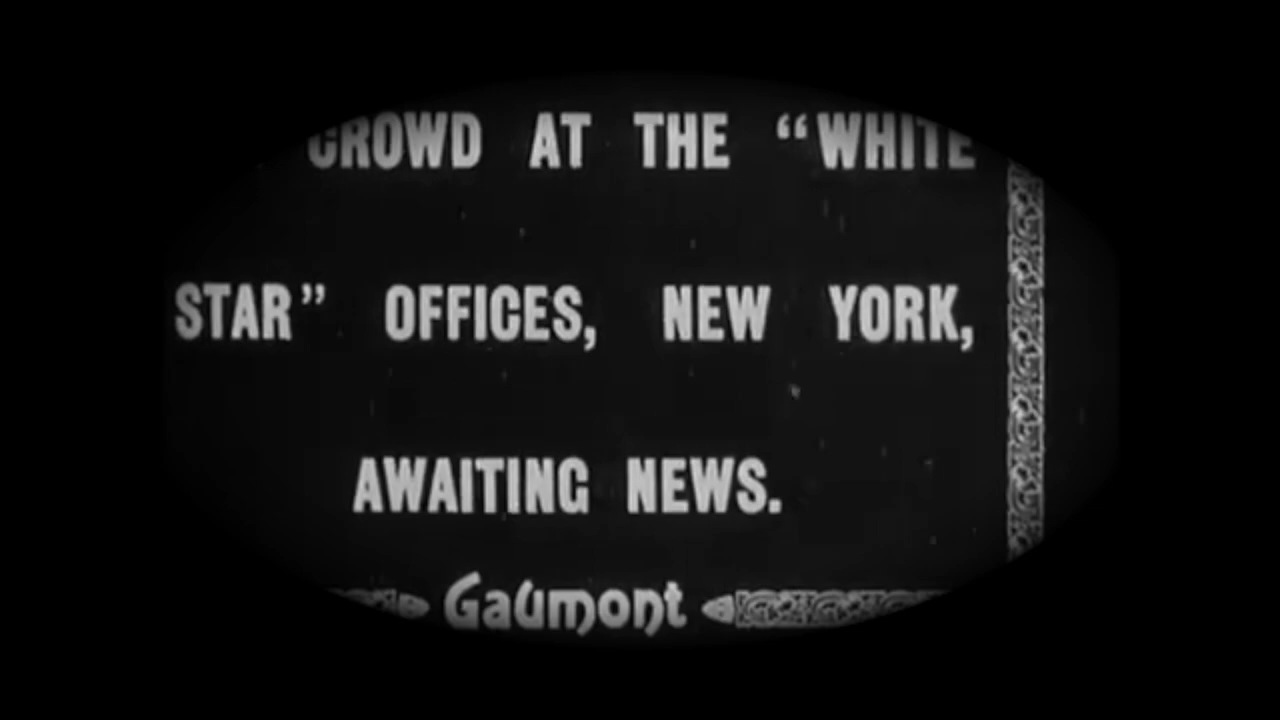 CROWD AT THE “WHITE
STAR” OFFICES, NEW YORK,
AWAITING NEWS.
Gaumont